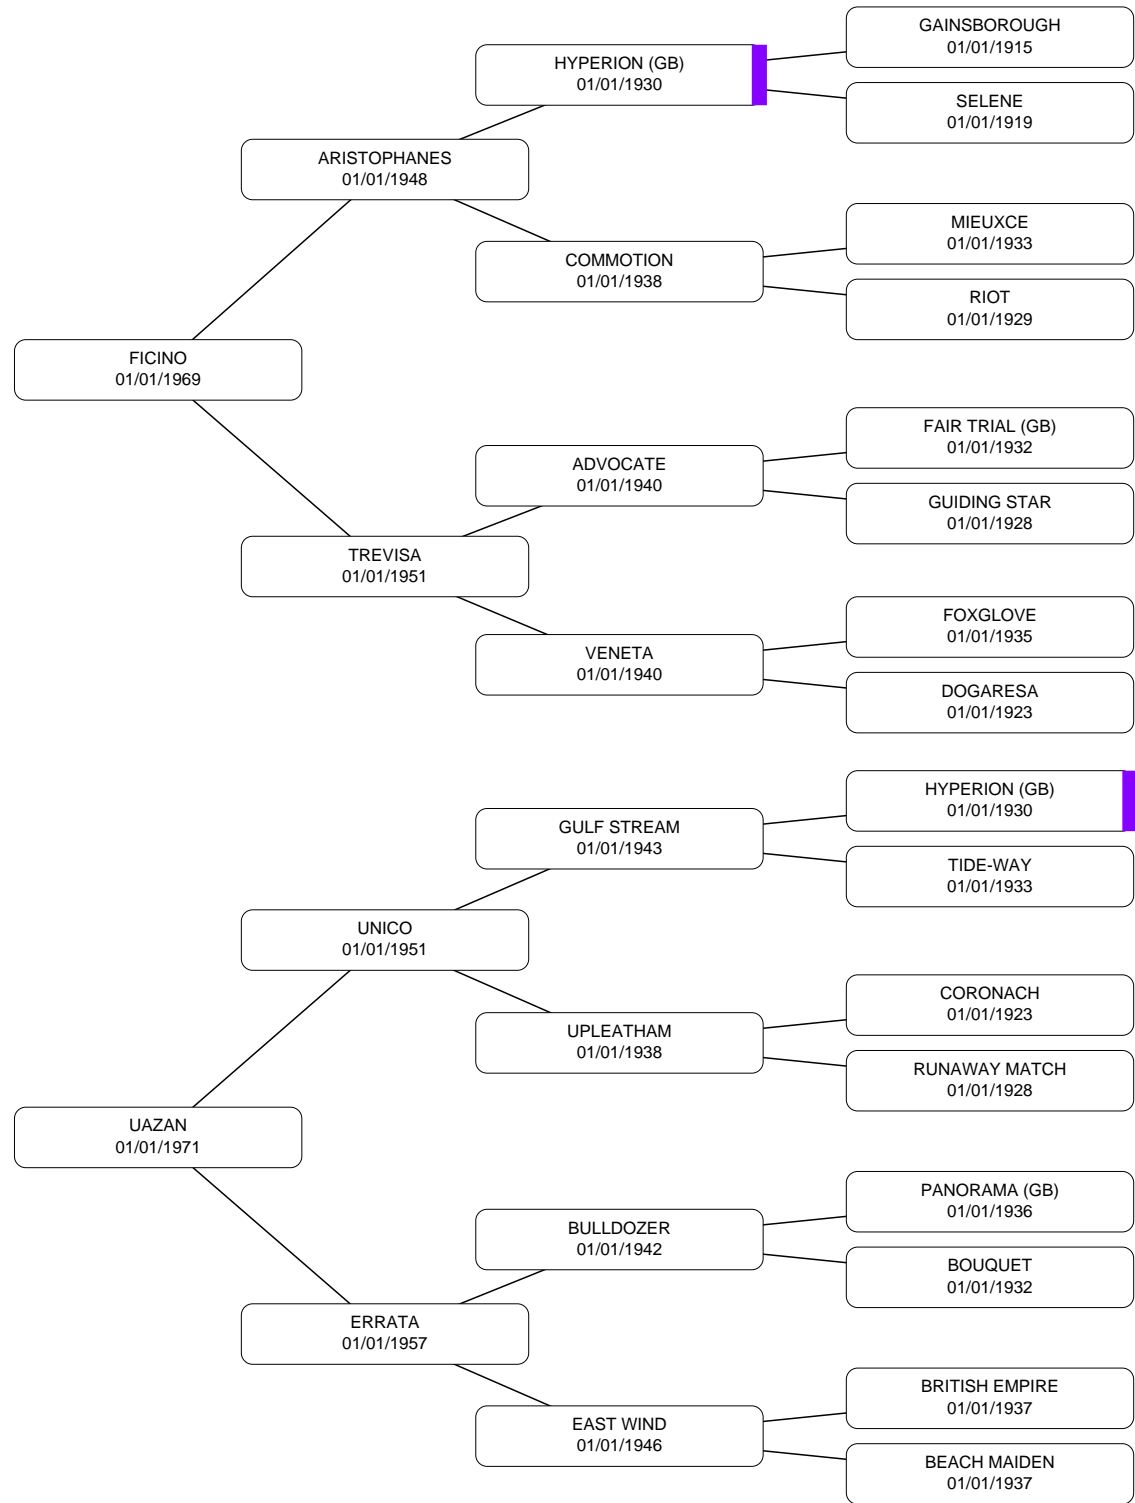 GAINSBOROUGH
01/01/1915
HYPERION (GB)
01/01/1930
SELENE
01/01/1919
ARISTOPHANES
01/01/1948
MIEUXCE
01/01/1933
COMMOTION
01/01/1938
RIOT
01/01/1929
FICINO
01/01/1969
FAIR TRIAL (GB)
01/01/1932
ADVOCATE
01/01/1940
GUIDING STAR
01/01/1928
TREVISA
01/01/1951
FOXGLOVE
01/01/1935
VENETA
01/01/1940
DOGARESA
01/01/1923
HYPERION (GB)
01/01/1930
GULF STREAM
01/01/1943
TIDE-WAY
01/01/1933
UNICO
01/01/1951
CORONACH
01/01/1923
UPLEATHAM
01/01/1938
RUNAWAY MATCH
01/01/1928
UAZAN
01/01/1971
PANORAMA (GB)
01/01/1936
BULLDOZER
01/01/1942
BOUQUET
01/01/1932
ERRATA
01/01/1957
BRITISH EMPIRE
01/01/1937
EAST WIND
01/01/1946
BEACH MAIDEN
01/01/1937